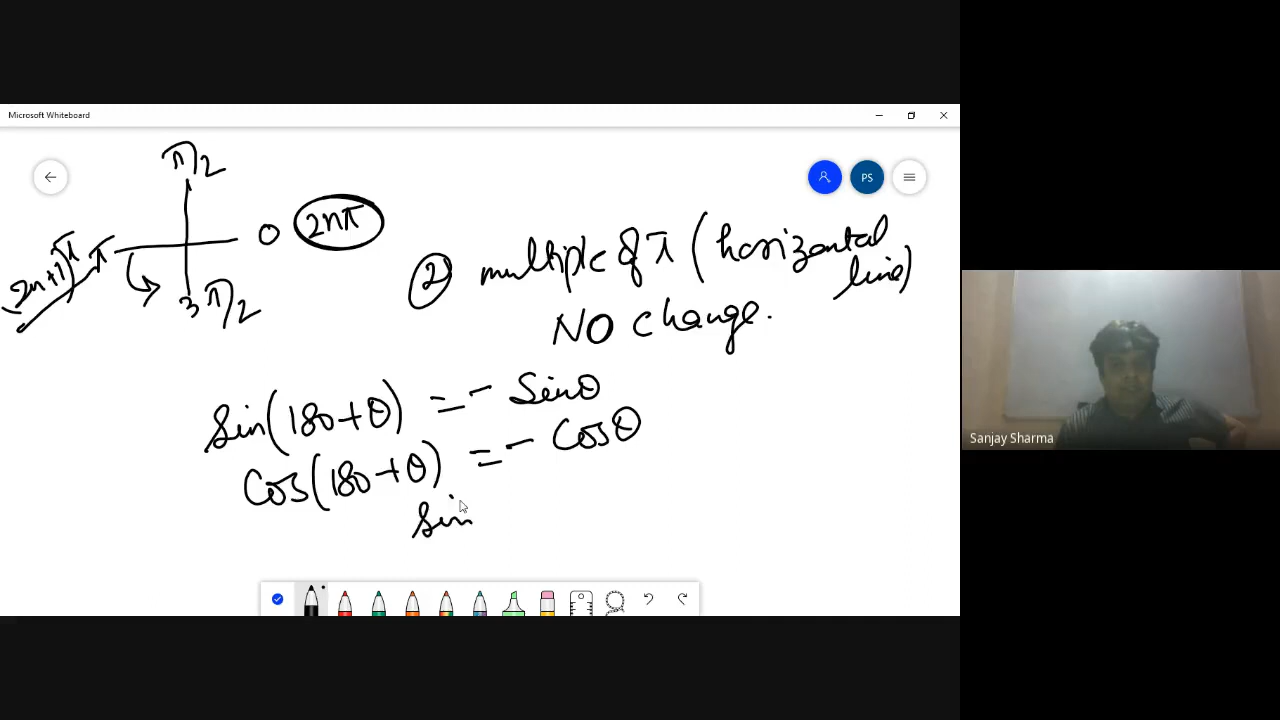 Microsoft Whiteboard
PS
π/2
(2n+1)π π 0 2nπ
3π/2
② multiple of π (horizontal
line)
NO change.
Sin(180+θ) = - Sinθ
Cos(180+θ) = - Cosθ
Sin
Sanjay Sharma